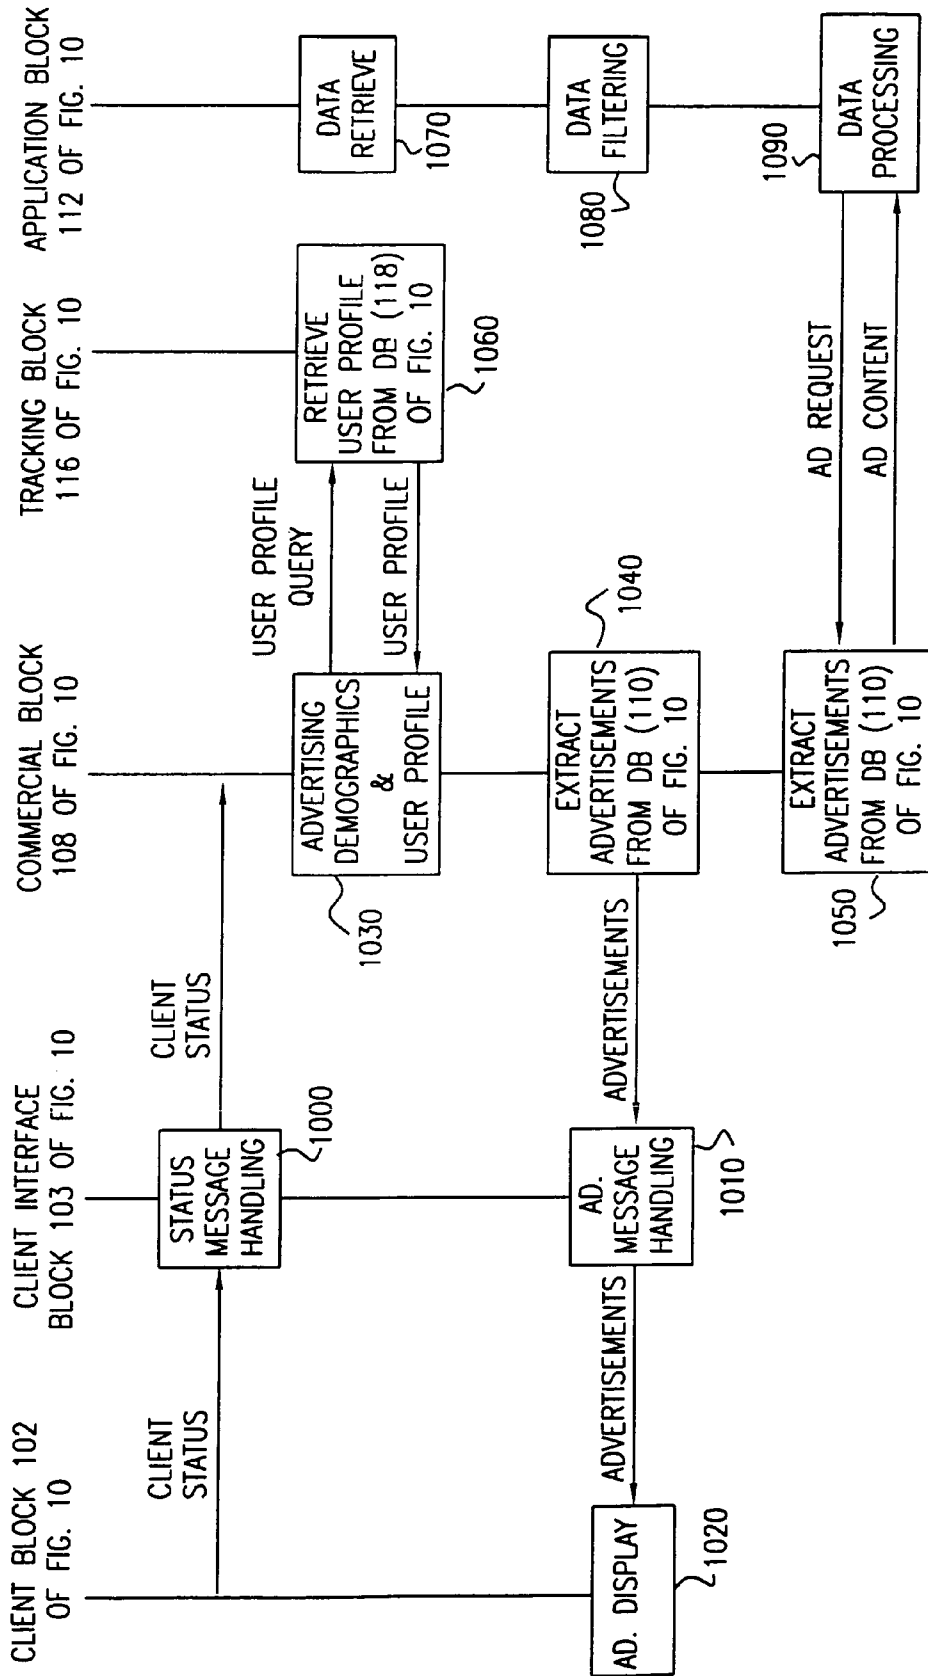 CLIENT BLOCK 102
OF FIG. 10
CLIENT INTERFACE
BLOCK 103 OF FIG. 10
COMMERCIAL BLOCK
108 OF FIG. 10
TRACKING BLOCK
116 OF FIG. 10
APPLICATION BLOCK
112 OF FIG. 10
CLIENT
STATUS
STATUS
MESSAGE
HANDLING
1000
CLIENT
STATUS
ADVERTISING
DEMOGRAPHICS
&
USER PROFILE
1030
USER PROFILE
QUERY
USER PROFILE
RETRIEVE
USER PROFILE
FROM DB (118)
OF FIG. 10
1060
DATA
RETRIEVE
1070
AD. DISPLAY
1020
ADVERTISEMENTS
AD.
MESSAGE
HANDLING
1010
ADVERTISEMENTS
EXTRACT
ADVERTISEMENTS
FROM DB (110)
OF FIG. 10
1040
DATA
FILTERING
1080
EXTRACT
ADVERTISEMENTS
FROM DB (110)
OF FIG. 10
1050
AD REQUEST
AD CONTENT
DATA
PROCESSING
1090